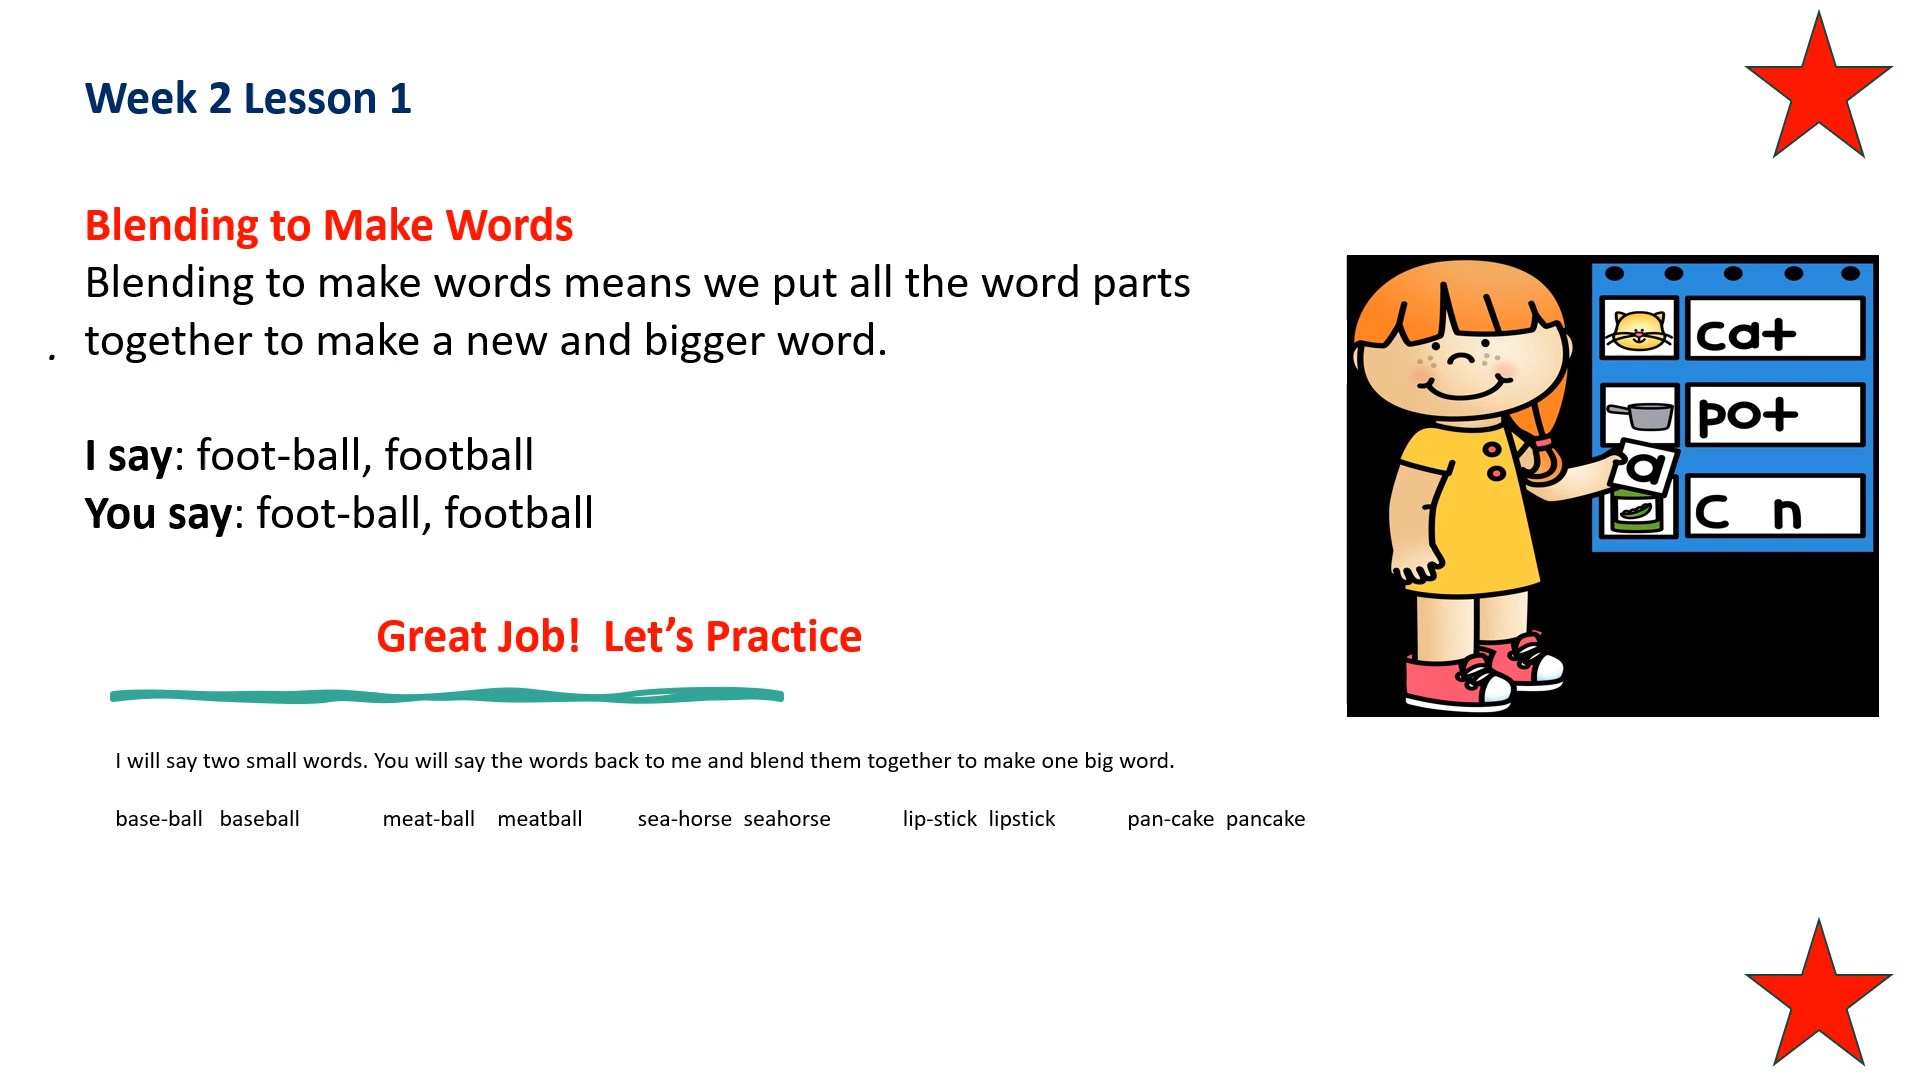 Week 2 Lesson 1
Blending to Make Words
Blending to make words means we put all the word parts
together to make a new and bigger word.
.
I say: foot-ball, football
You say: foot-ball, football
Great Job!  Let’s Practice
I will say two small words. You will say the words back to me and blend them together to make one big word.
base-ball baseball meat-ball meatball sea-horse seahorse lip-stick lipstick pan-cake pancake
cat
pot
a
c n